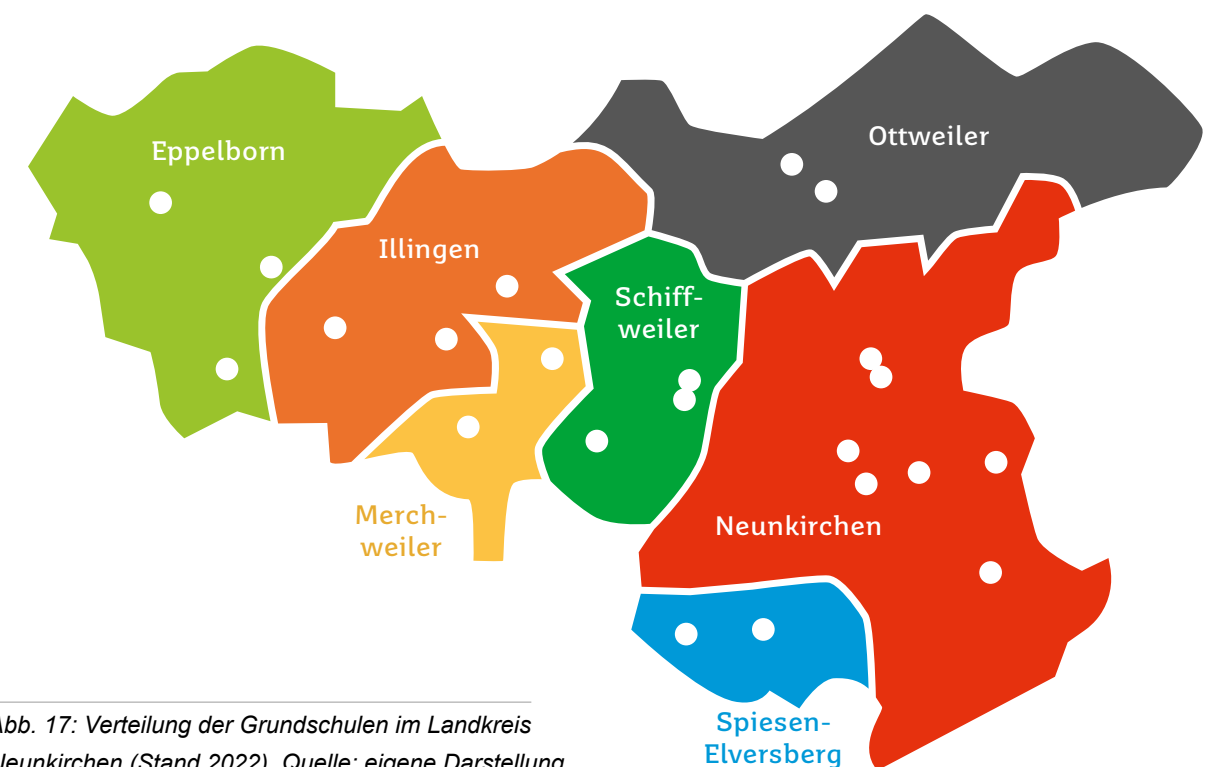 Eppelborn
Ottweiler
Illingen
Schiff-
weiler
Merch-
weiler
Neunkirchen
Spiesen-
Elversberg
Abb. 17: Verteilung der Grundschulen im Landkreis
Neunkirchen (Stand 2022). Quelle: eigene Darstellung